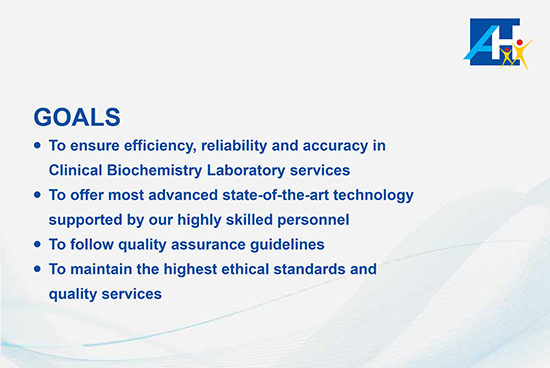 AH
GOALS
• To ensure efficiency, reliability and accuracy in
Clinical Biochemistry Laboratory services
• To offer most advanced state-of-the-art technology
supported by our highly skilled personnel
• To follow quality assurance guidelines
• To maintain the highest ethical standards and
quality services